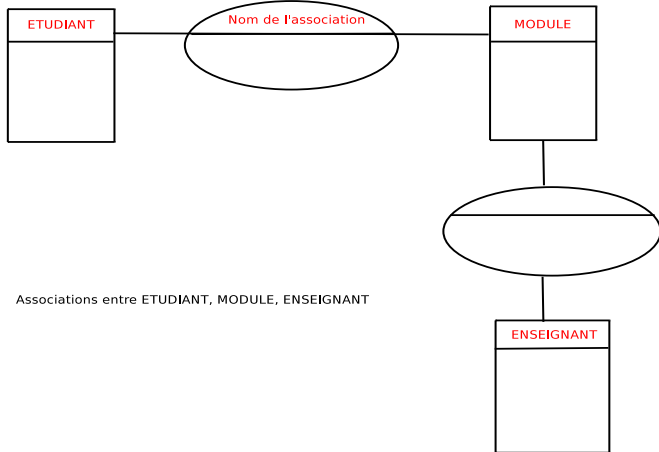 ETUDIANT
Nom de l'association
MODULE
Associations entre ETUDIANT, MODULE, ENSEIGNANT
ENSEIGNANT